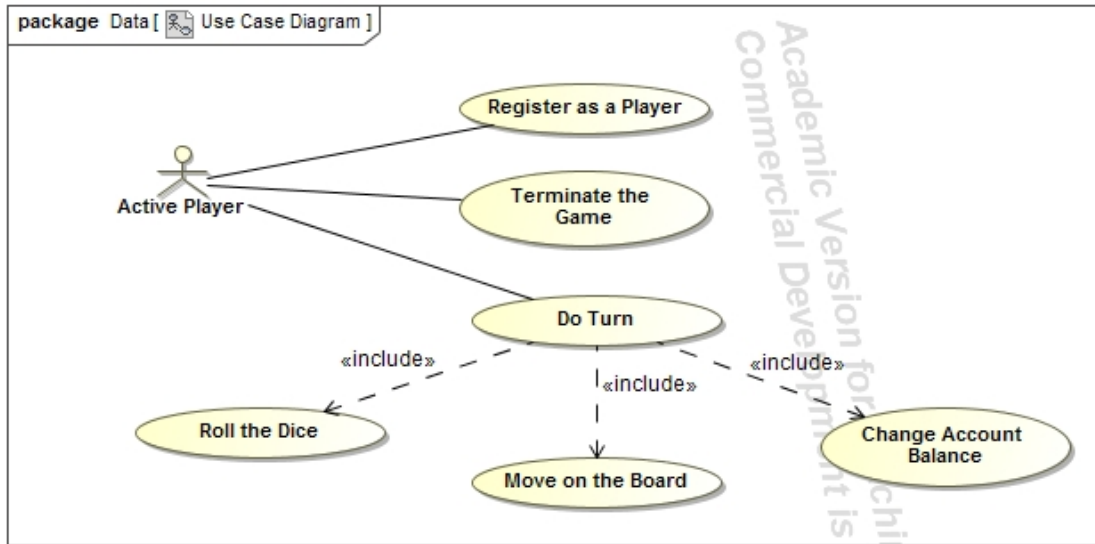 package Data [ Use Case Diagram ]
Register as a Player
Active Player
Terminate the
Game
Do Turn
«include»
«include»
«include»
Roll the Dice
Move on the Board
Change Account
Balance
Academic Version for
Commercial Development is